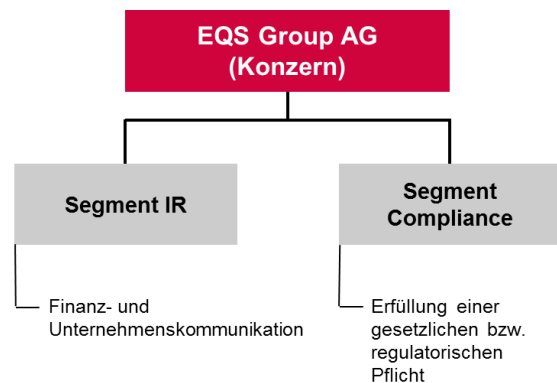 EQS Group AG
(Konzern)
Segment IR
Segment
Compliance
Finanz- und
Unternehmenskommunikation
Erfüllung einer
gesetzlichen bzw.
regulatorischen
Pflicht